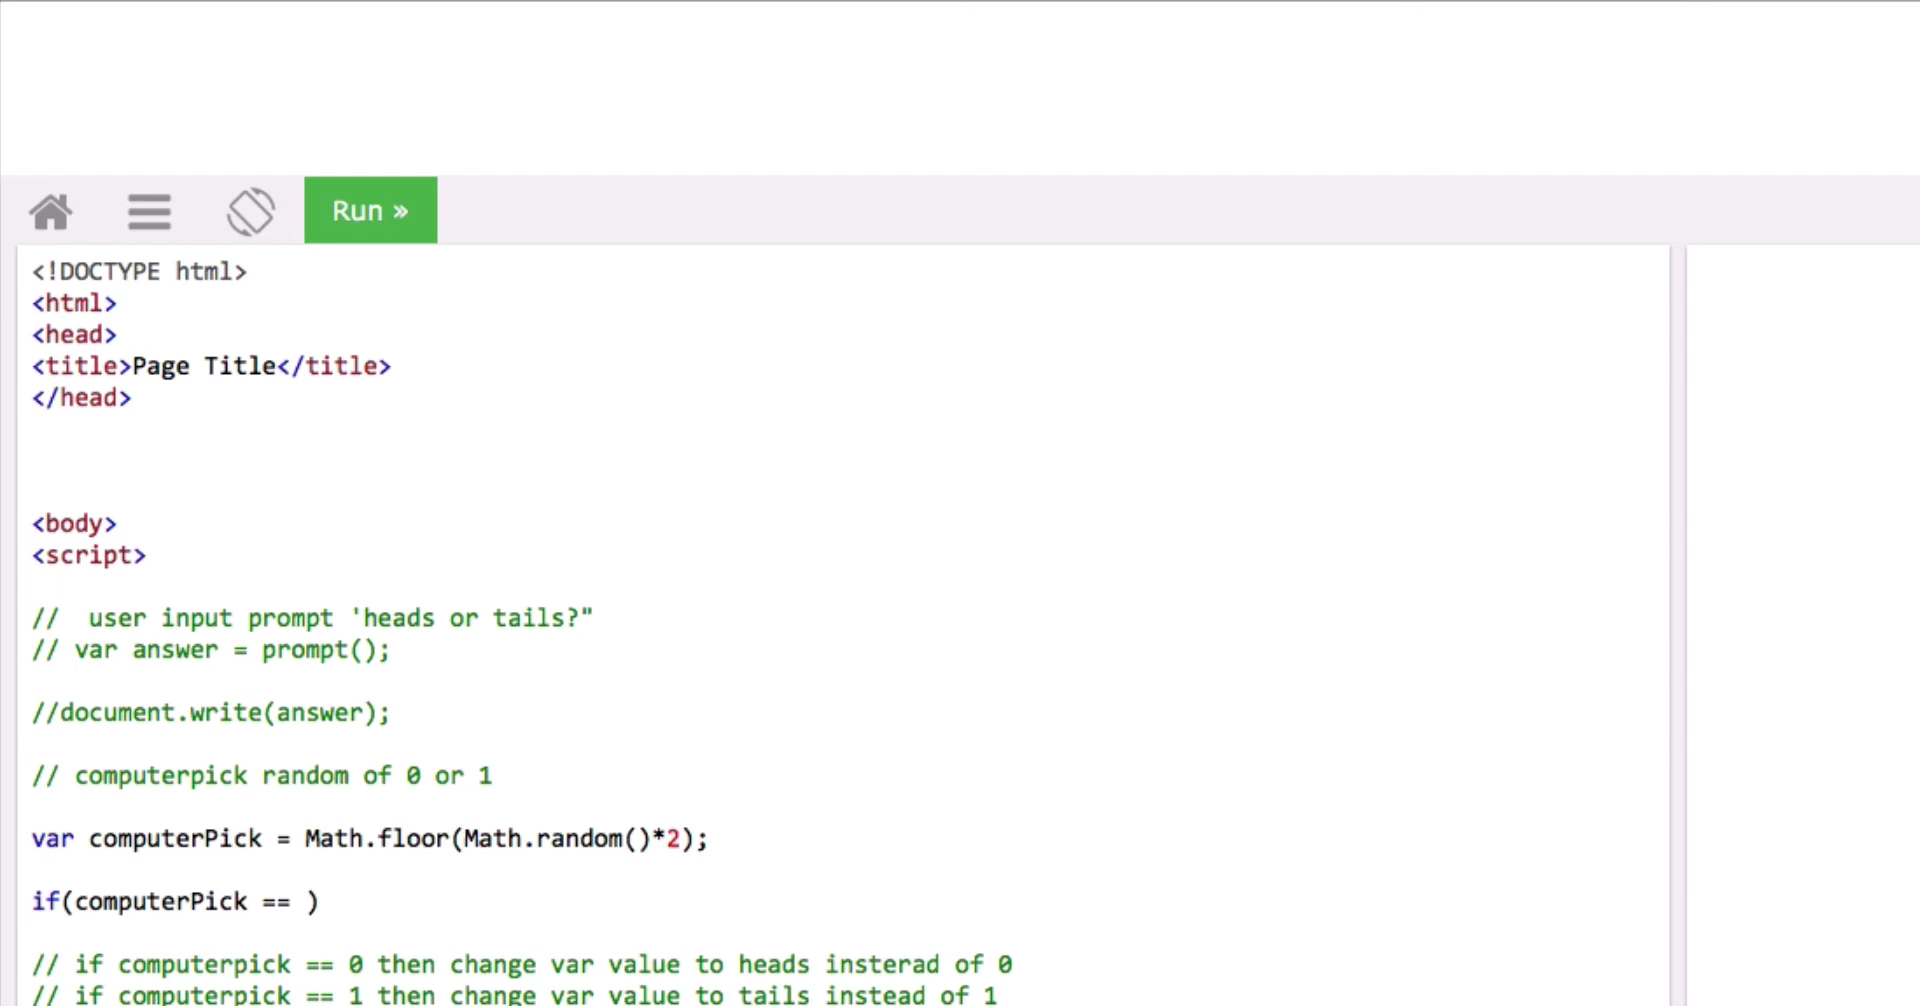 Run »
<!DOCTYPE html>
<html>
<head>
<title>Page Title</title>
</head>
<body>
<script>
//  user input prompt 'heads or tails?"
// var answer = prompt();
//document.write(answer);
// computerpick random of 0 or 1
var computerPick = Math.floor(Math.random()*2);
if(computerPick == )
// if computerpick == 0 then change var value to heads insterad of 0
// if computerpick == 1 then change var value to tails instead of 1